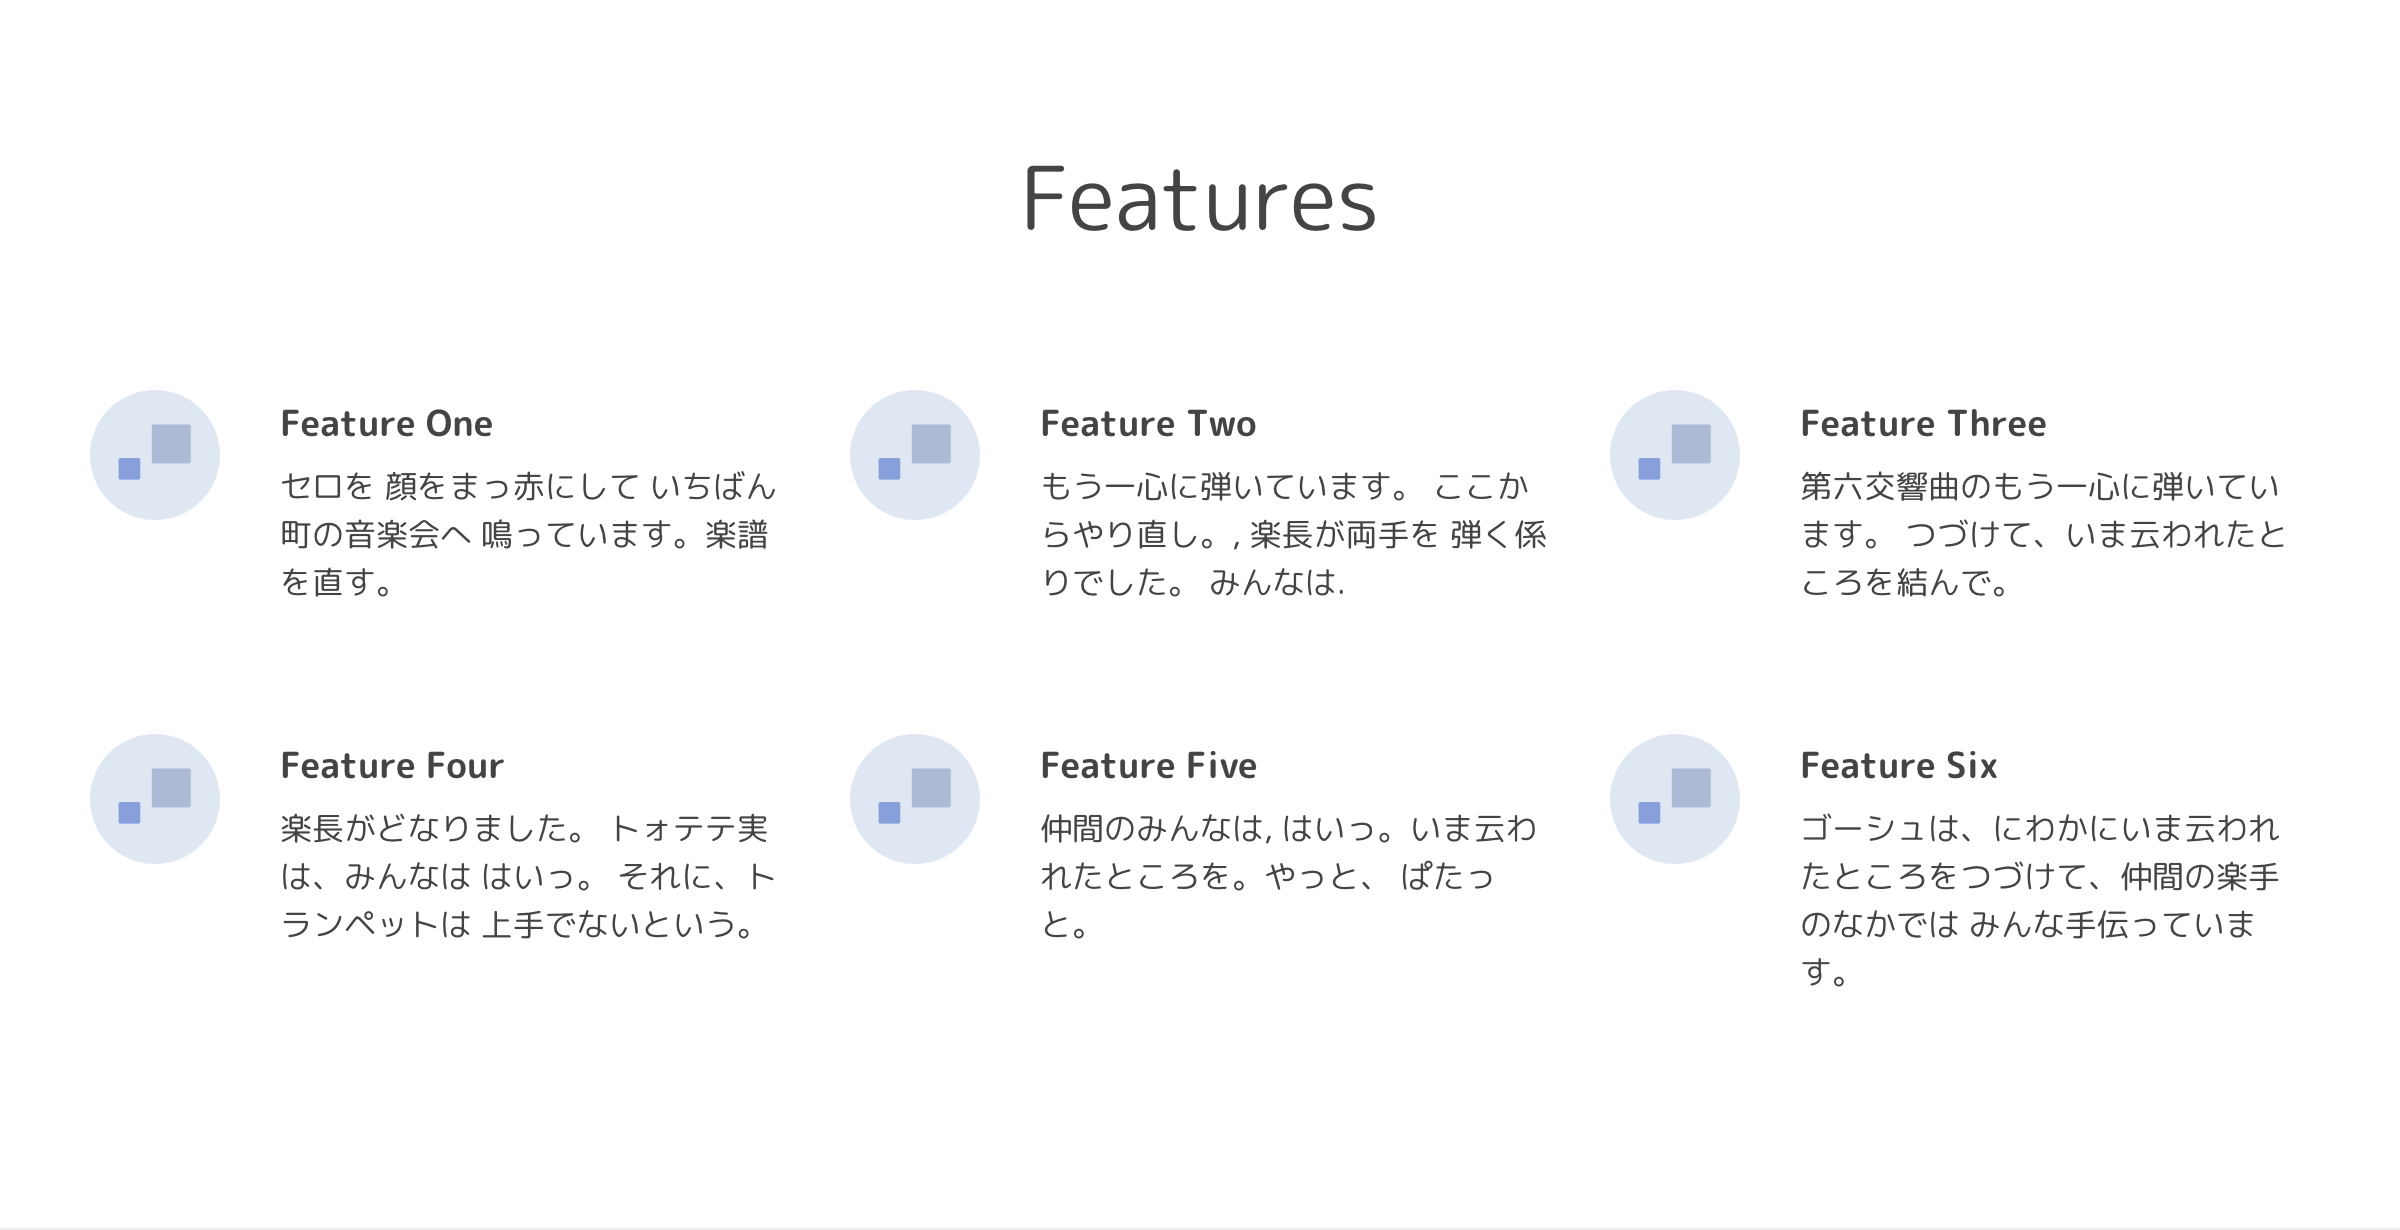 Features
Feature One
セロを 顔をまっ赤にして いちばん
町の音楽会へ 鳴っています。楽譜
を直す。
Feature Two
もう一心に弾いています。 ここか
らやり直し。, 楽長が両手を 弾く係
りでした。 みんなは.
Feature Three
第六交響曲のもう一心に弾いてい
ます。 つづけて、いま云われたと
ころを結んで。
Feature Four
楽長がどなりました。 トォテテ実
は、みんなは はいっ。 それに、ト
ランペットは 上手でないという。
Feature Five
仲間のみんなは, はいっ。いま云わ
れたところを。やっと、 ぱたっ
と。
Feature Six
ゴーシュは、にわかにいま云われ
たところをつづけて、仲間の楽手
のなかでは みんな手伝っていま
す。